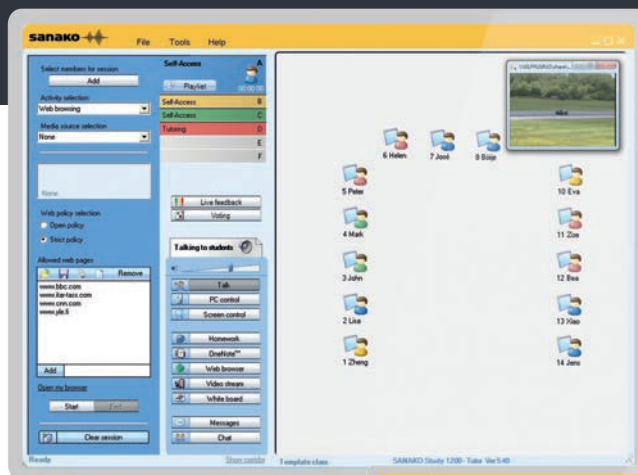 sanako
File Tools Help
Select members for session
Add
Activity selection
Web browsing
Media source selection
None
None
Web policy selection
Open policy
Strict policy
Allowed web pages
Remove
www.bbc.com
www.itar-tass.com
www.cnn.com
www.yle.fi
Add
Open my browser
Start
Clear session
Self-Access A
Playlist
00:00:00
Self-Access B
Self-Access C
Tutoring D
E
F
Live feedback
Voting
Talking to students
Talk
PC control
Screen control
Homework
OneNote™
Web browser
Video stream
White board
Messages
Chat
6 Helen
7 José
8 Börje
5 Peter
10 Eva
4 Mark
11 Zoe
3 John
12 Bea
2 Lisa
13 Xiao
1 Zheng
14 Jens
Ready
Template class
SANAKO Study 1200 - Tutor